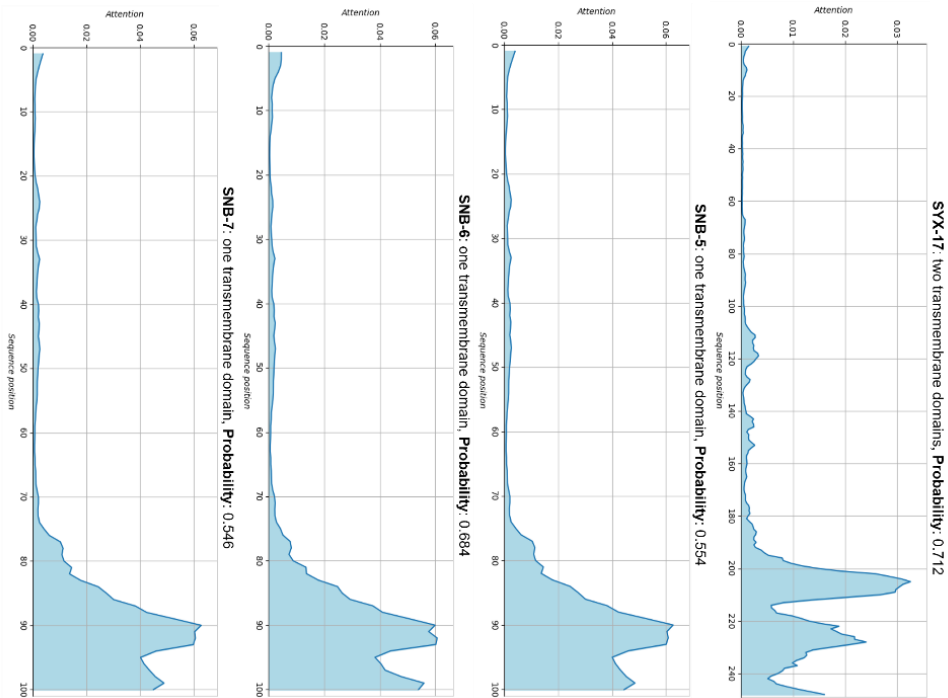 SYX-17: two transmembrane domains, Probability: 0.712
Attention
0.03
0.02
0.01
0.00
0 20 40 60 80 100 120 140 160 180 200 220 240
Sequence position
SNB-5: one transmembrane domain, Probability: 0.554
Attention
0.06
0.04
0.02
0.00
0 10 20 30 40 50 60 70 80 90 100
Sequence position
SNB-6: one transmembrane domain, Probability: 0.684
Attention
0.06
0.04
0.02
0.00
0 10 20 30 40 50 60 70 80 90 100
Sequence position
SNB-7: one transmembrane domain, Probability: 0.546
Attention
0.06
0.04
0.02
0.00
0 10 20 30 40 50 60 70 80 90 100
Sequence position